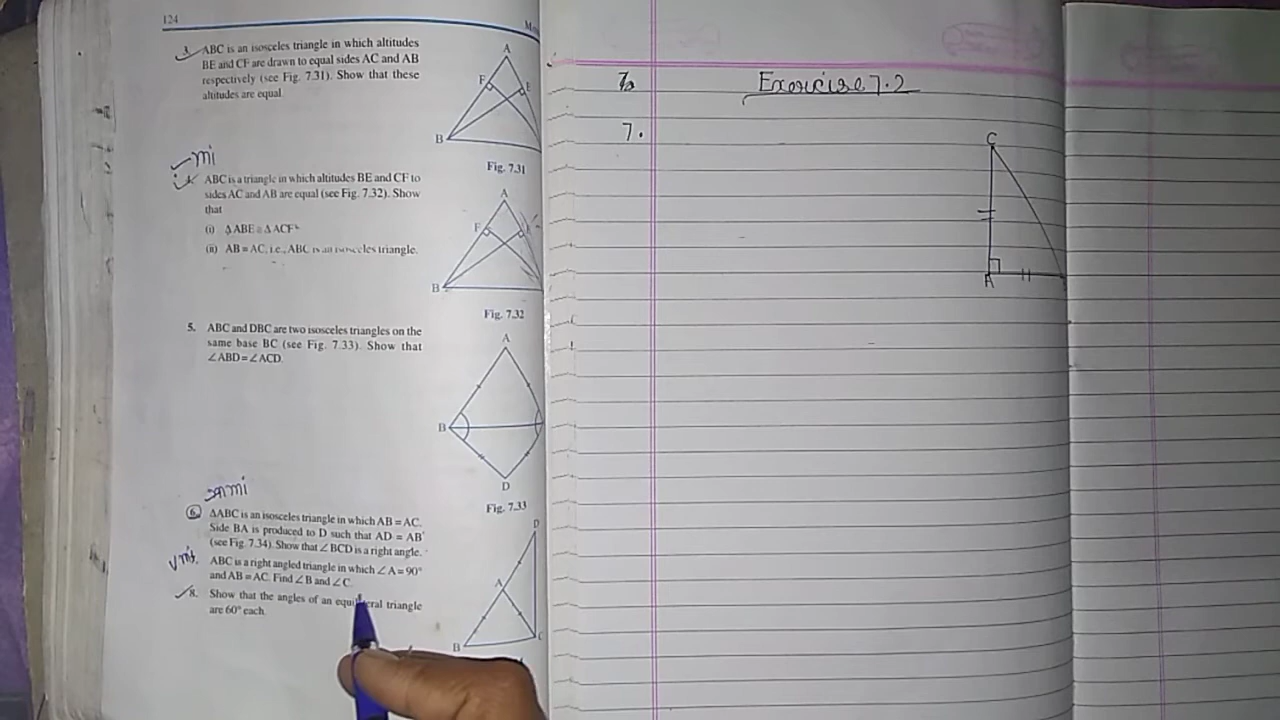 124
3. ABC is an isosceles triangle in which altitudes
BE and CF are drawn to equal sides AC and AB
respectively (see Fig. 7.31). Show that these
altitudes are equal.
A
F
E
B
Fig. 7.31
mi
ABC is a triangle in which altitudes BE and CF to
sides AC and AB are equal (see Fig. 7.32). Show
that
(i) ΔABE ≅ ΔACF
(ii) AB = AC, i.e., ABC is an isosceles triangle.
A
F
B
Fig. 7.32
5. ABC and DBC are two isosceles triangles on the
same base BC (see Fig. 7.33). Show that
∠ABD = ∠ACD.
A
B
D
Fig. 7.33
mi
6. ΔABC is an isosceles triangle in which AB = AC.
Side BA is produced to D such that AD = AB
(see Fig. 7.34). Show that ∠BCD is a right angle.
ABC is a right angled triangle in which ∠A = 90°
and AB = AC. Find ∠B and ∠C.
8. Show that the angles of an equilateral triangle
are 60° each.
D
A
B
C
Exercise 7.2
7.
C
A